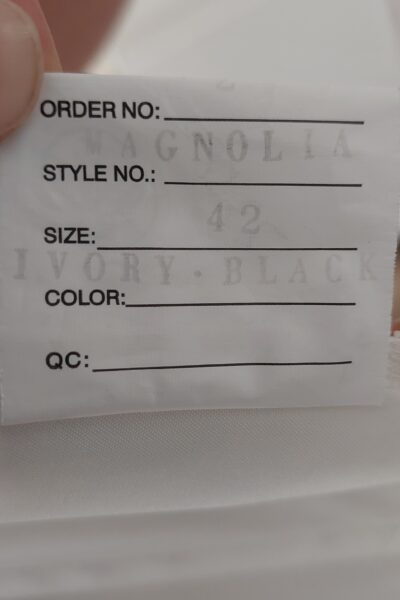 ORDER NO:
MAGNOLIA
STYLE NO.:
42
SIZE:
IVORY·BLACK
COLOR:
QC: